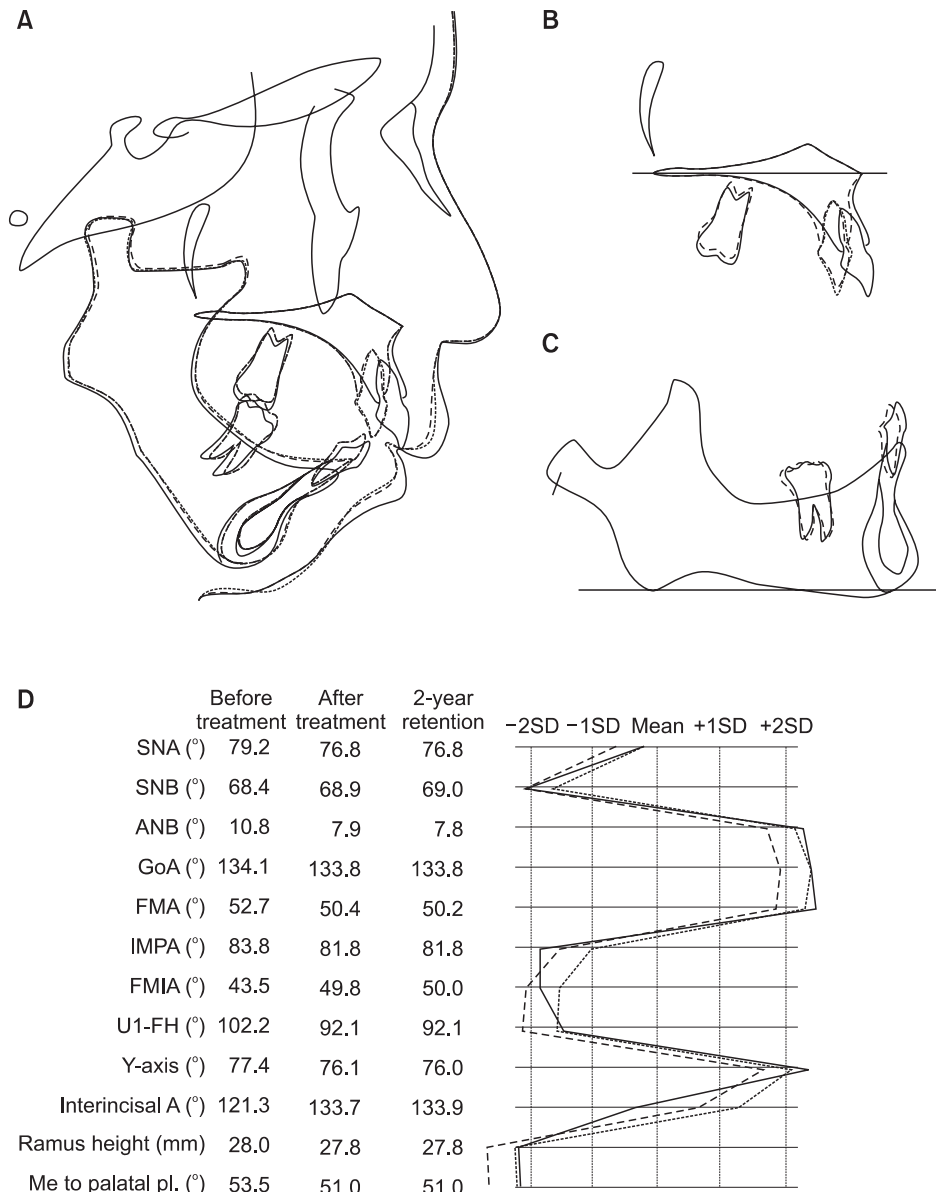 A
B
C
D
Before After 2-year
treatment treatment retention −2SD −1SD Mean +1SD +2SD
SNA (°) 79.2 76.8 76.8
SNB (°) 68.4 68.9 69.0
ANB (°) 10.8 7.9 7.8
GoA (°) 134.1 133.8 133.8
FMA (°) 52.7 50.4 50.2
IMPA (°) 83.8 81.8 81.8
FMIA (°) 43.5 49.8 50.0
U1-FH (°) 102.2 92.1 92.1
Y-axis (°) 77.4 76.1 76.0
Interincisal A (°) 121.3 133.7 133.9
Ramus height (mm) 28.0 27.8 27.8
Me to palatal pl. (°) 53.5 51.0 51.0